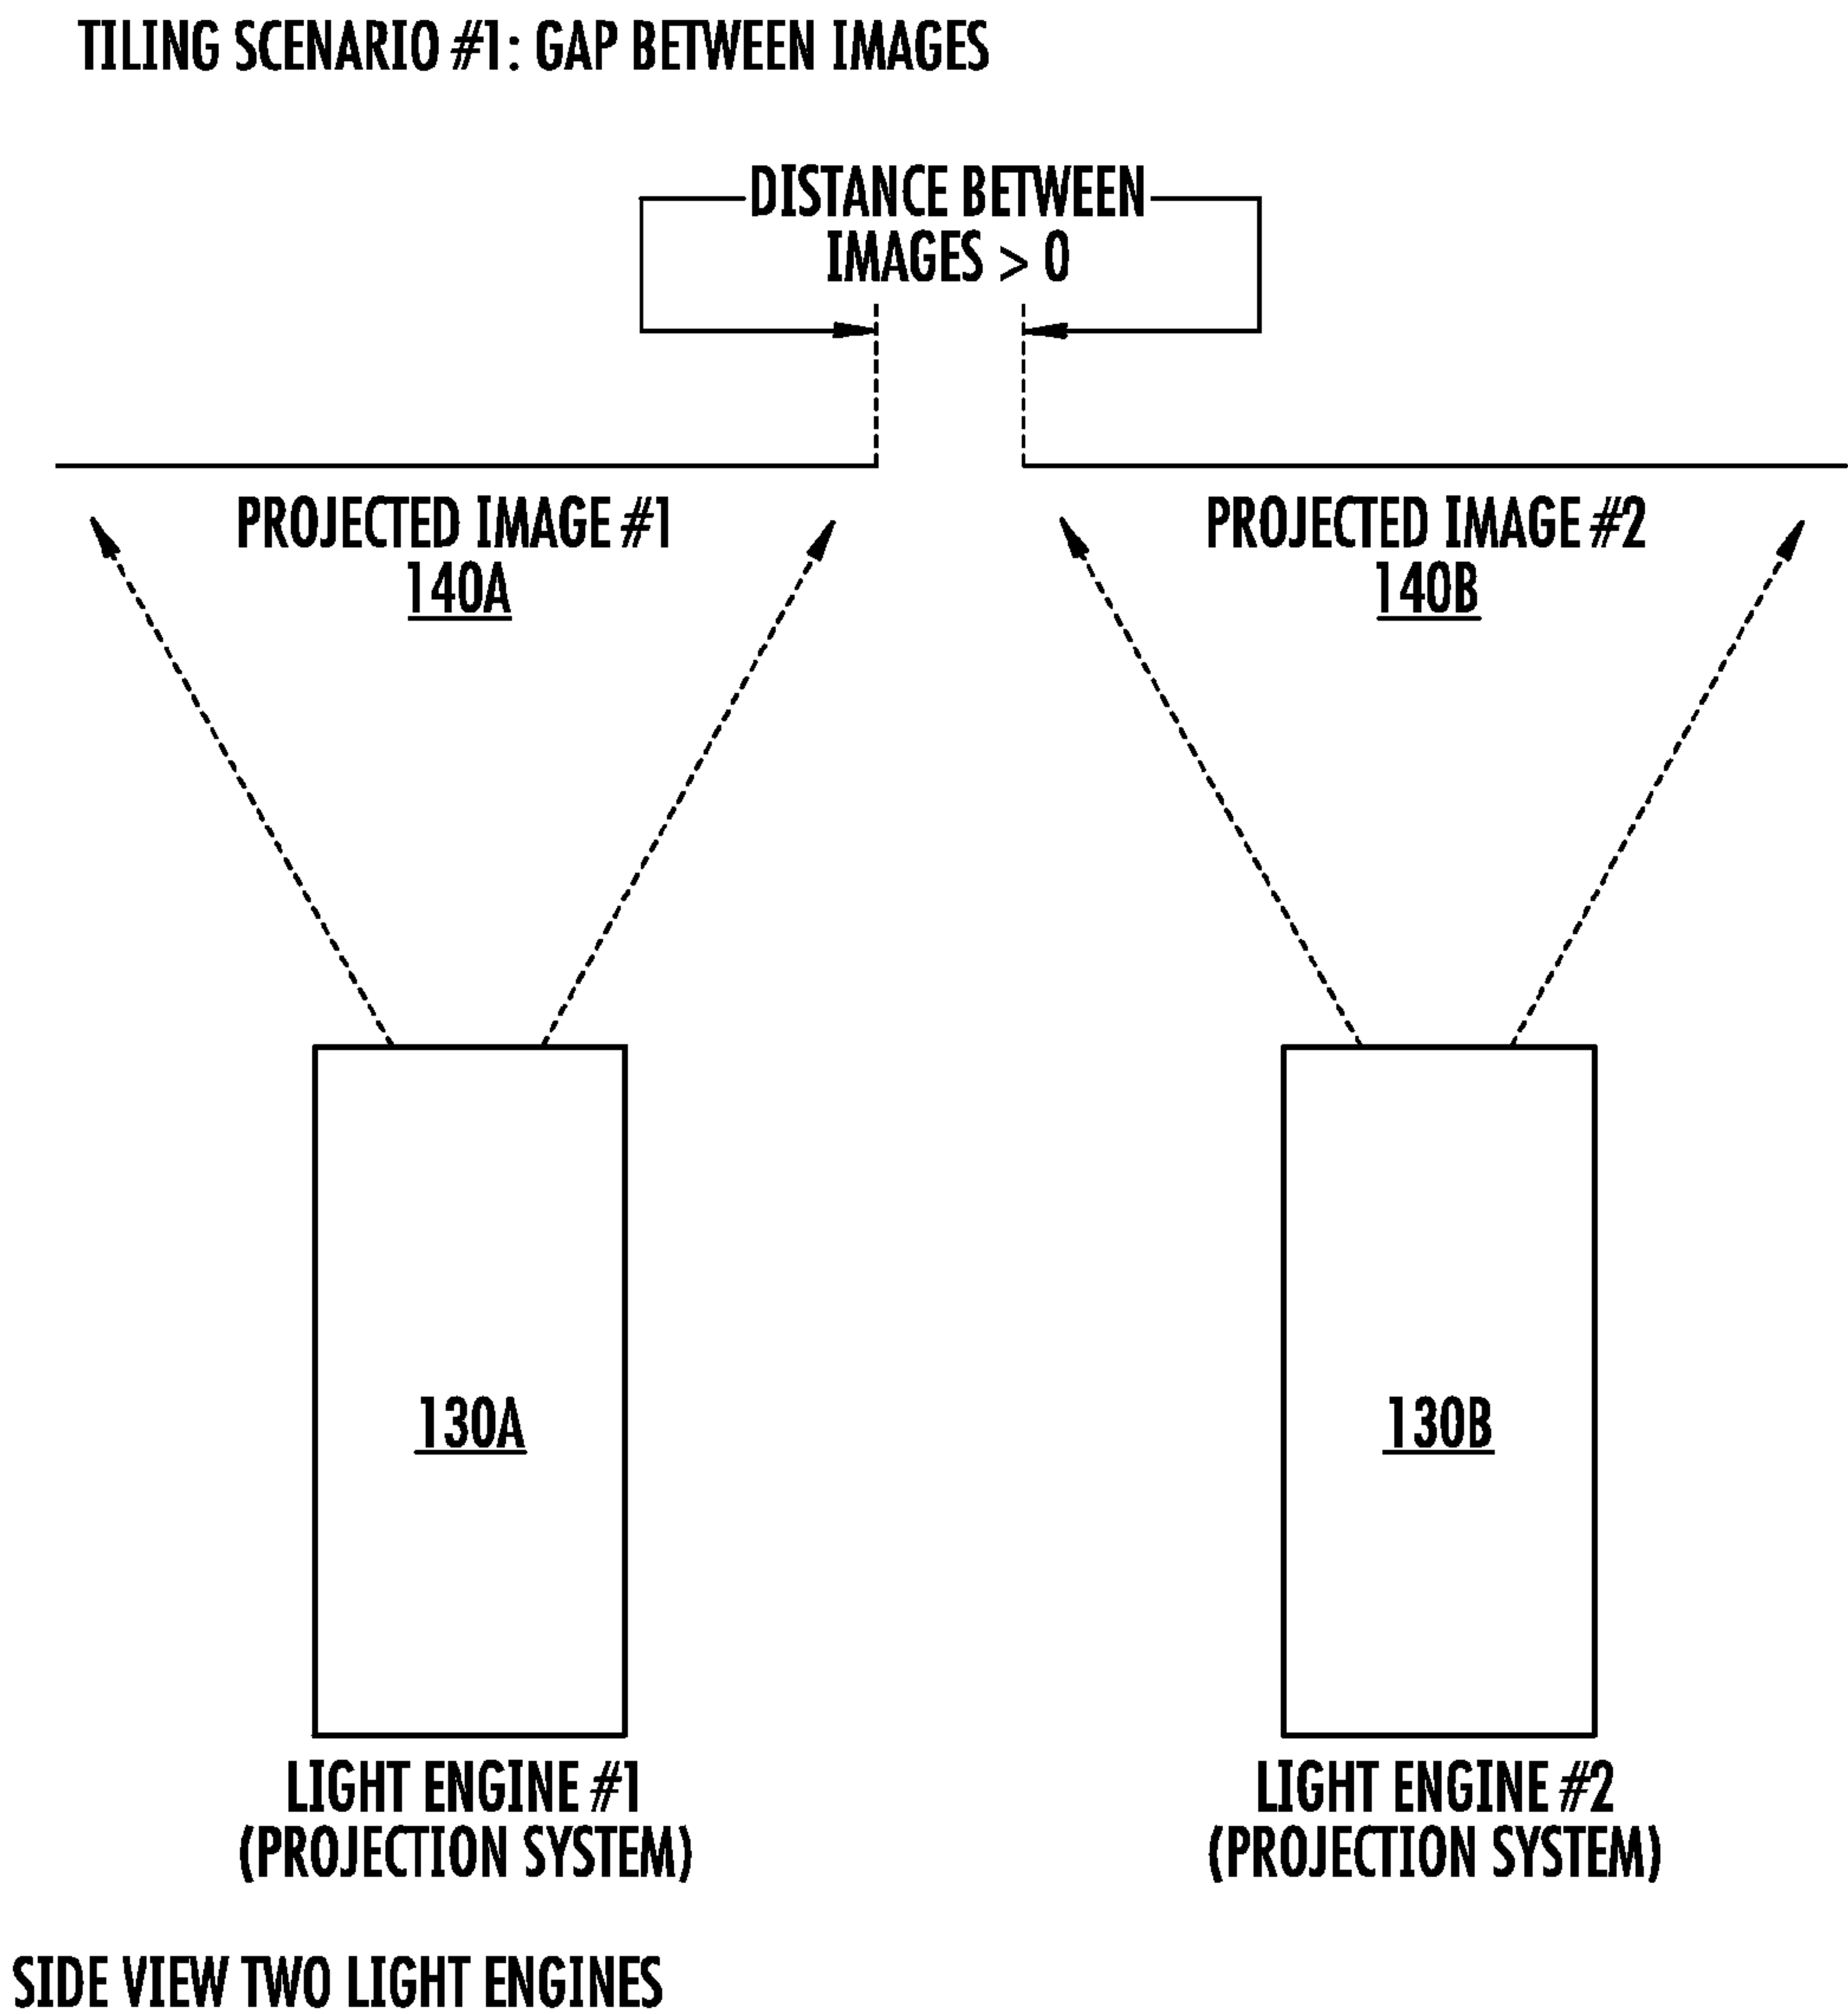 TILING SCENARIO #1: GAP BETWEEN IMAGES
DISTANCE BETWEEN
IMAGES > 0
PROJECTED IMAGE #1
140A
PROJECTED IMAGE #2
140B
130A
130B
LIGHT ENGINE #1
(PROJECTION SYSTEM)
LIGHT ENGINE #2
(PROJECTION SYSTEM)
SIDE VIEW TWO LIGHT ENGINES